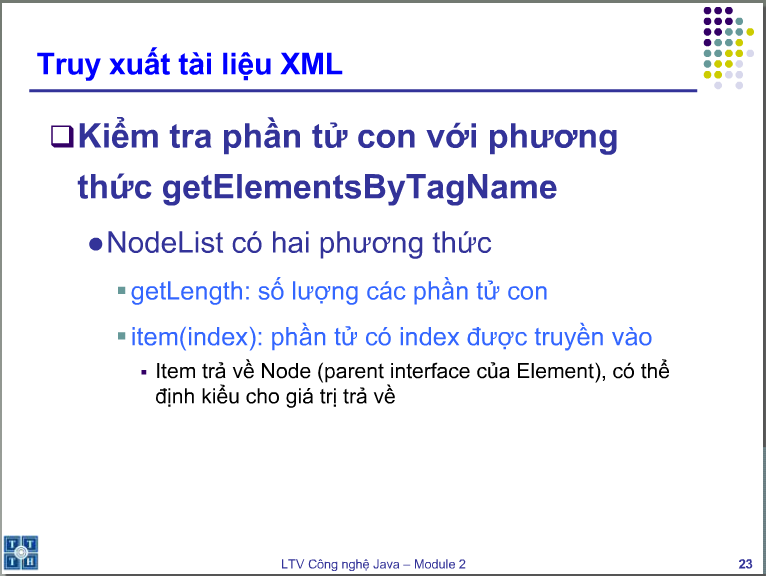 Truy xuất tài liệu XML
Kiểm tra phần tử con với phương
thức getElementsByTagName
NodeList có hai phương thức
getLength: số lượng các phần tử con
item(index): phần tử có index được truyền vào
Item trả về Node (parent interface của Element), có thể
định kiểu cho giá trị trả về
T T
T H
LTV Công nghệ Java – Module 2
23